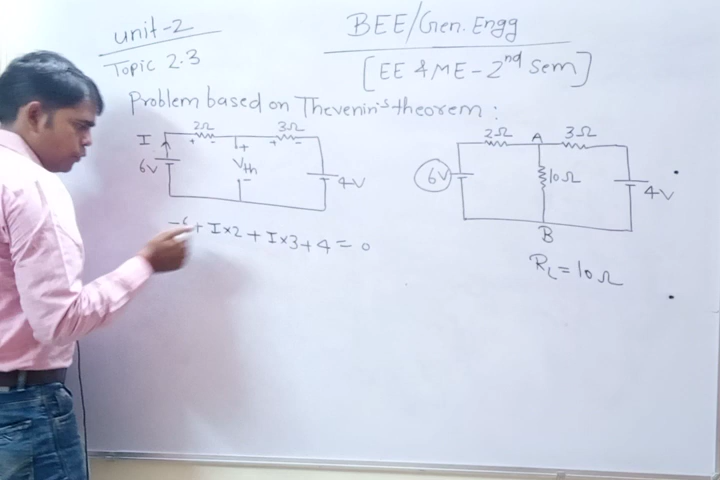 unit-2
Topic 2.3
BEE/Gen. Engg
[EE & ME - 2nd Sem]
Problem based on Thevenin's theorem :
2Ω 3Ω
I + - + -
6V + Vth - 4V
-6 + I×2 + I×3 + 4 = 0
2Ω A 3Ω
6V 10Ω 4V
B
RL = 10Ω